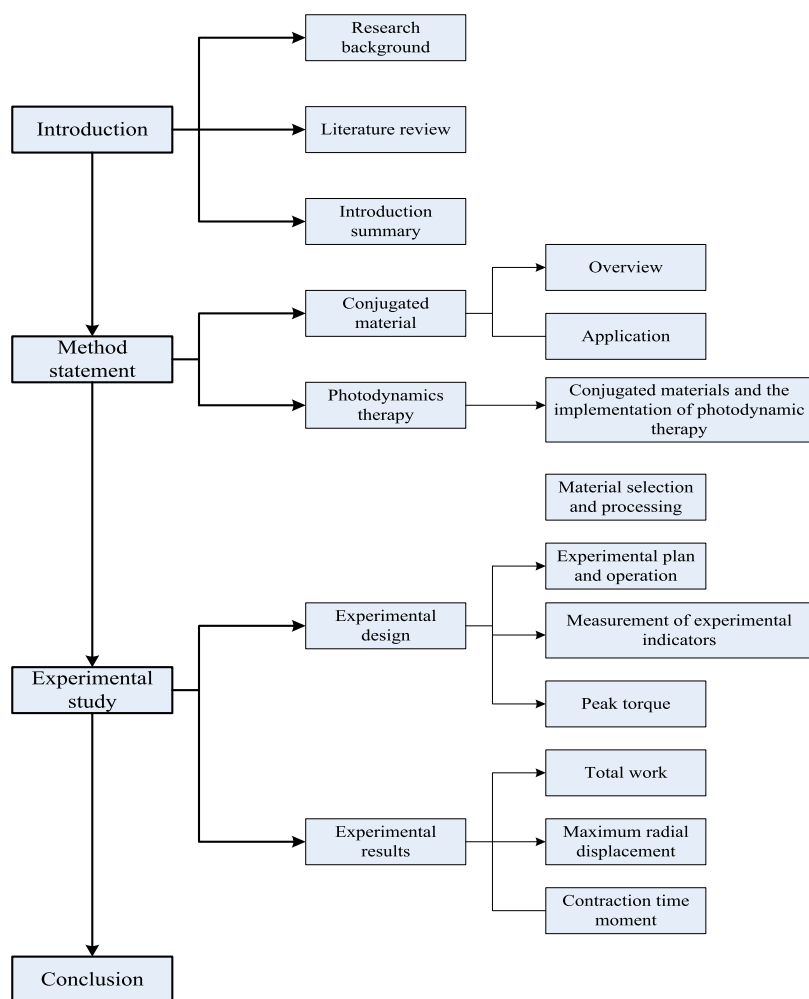 Research
background
Introduction
Literature review
Introduction
summary
Overview
Conjugated
material
Application
Method
statement
Photodynamics
therapy
Conjugated materials and the
implementation of photodynamic
therapy
Material selection
and processing
Experimental plan
and operation
Experimental
design
Measurement of experimental
indicators
Experimental
study
Peak torque
Total work
Experimental
results
Maximum radial
displacement
Contraction time
moment
Conclusion